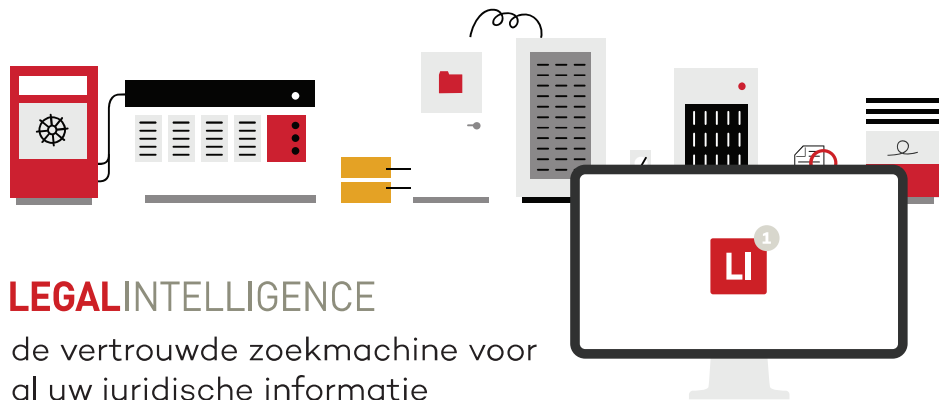 LI
1
LEGALINTELLIGENCE
de vertrouwde zoekmachine voor
al uw juridische informatie